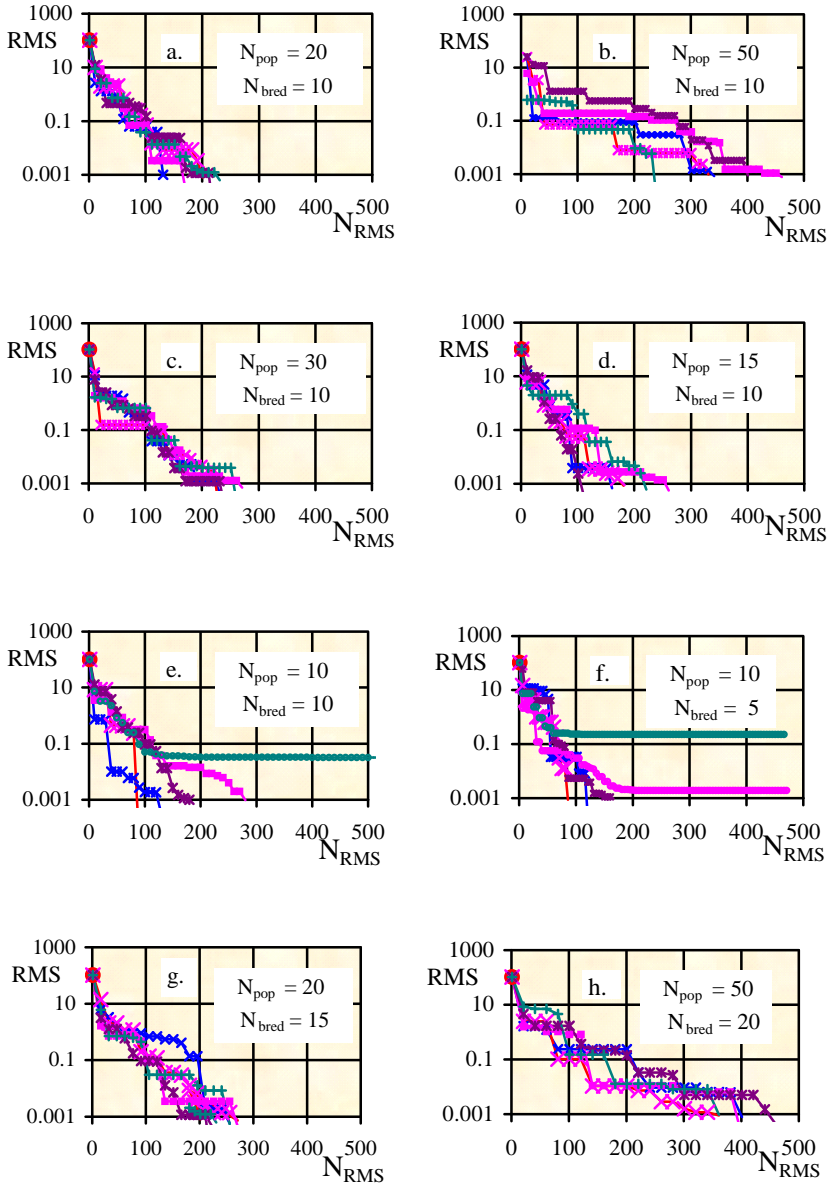 1000
RMS
10
0.1
0.001
0 100 200 300 400 500
N_RMS
a.
N_pop = 20
N_bred = 10
1000
RMS
10
0.1
0.001
0 100 200 300 400 500
N_RMS
b.
N_pop = 50
N_bred = 10
1000
RMS
10
0.1
0.001
0 100 200 300 400 500
N_RMS
c.
N_pop = 30
N_bred = 10
1000
RMS
10
0.1
0.001
0 100 200 300 400 500
N_RMS
d.
N_pop = 15
N_bred = 10
1000
RMS
10
0.1
0.001
0 100 200 300 400 500
N_RMS
e.
N_pop = 10
N_bred = 10
1000
RMS
10
0.1
0.001
0 100 200 300 400 500
N_RMS
f.
N_pop = 10
N_bred = 5
1000
RMS
10
0.1
0.001
0 100 200 300 400 500
N_RMS
g.
N_pop = 20
N_bred = 15
1000
RMS
10
0.1
0.001
0 100 200 300 400 500
N_RMS
h.
N_pop = 50
N_bred = 20